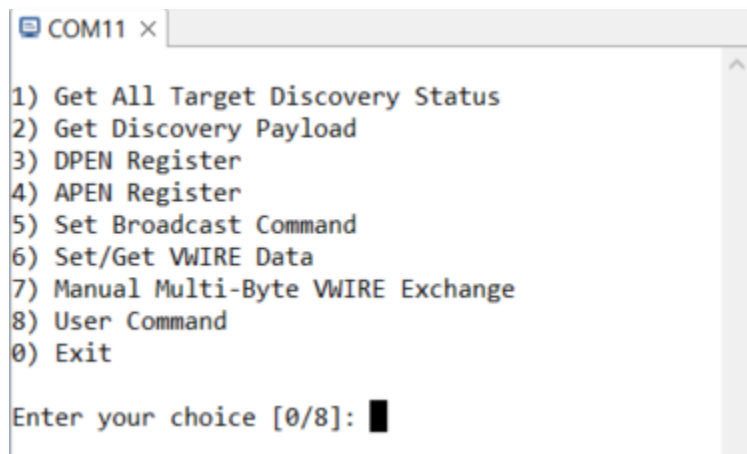 COM11 ×
1) Get All Target Discovery Status
2) Get Discovery Payload
3) DPEN Register
4) APEN Register
5) Set Broadcast Command
6) Set/Get VWIRE Data
7) Manual Multi-Byte VWIRE Exchange
8) User Command
0) Exit
Enter your choice [0/8]: